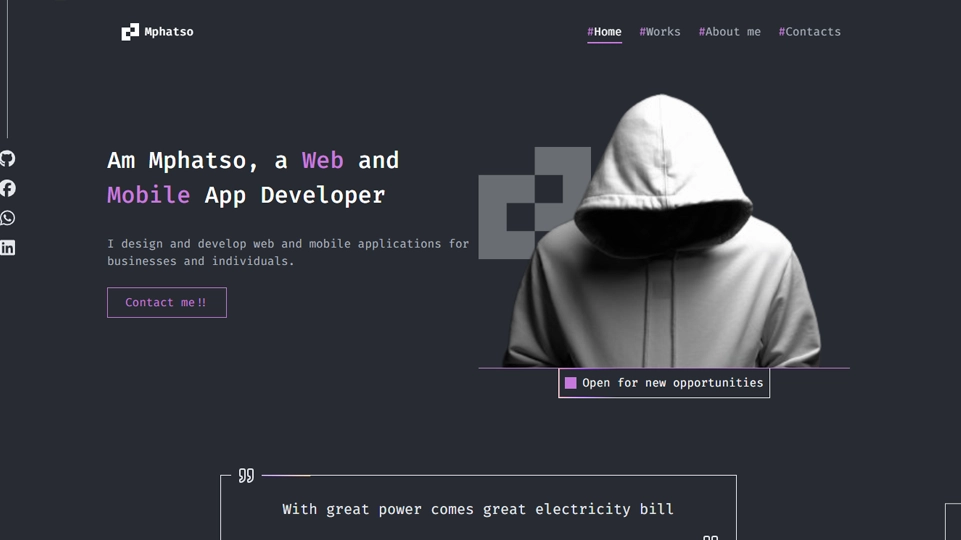 Mphatso
#Home #Works #About me #Contacts
Am Mphatso, a Web and
Mobile App Developer
I design and develop web and mobile applications for
businesses and individuals.
Contact me!!
Open for new opportunities
With great power comes great electricity bill